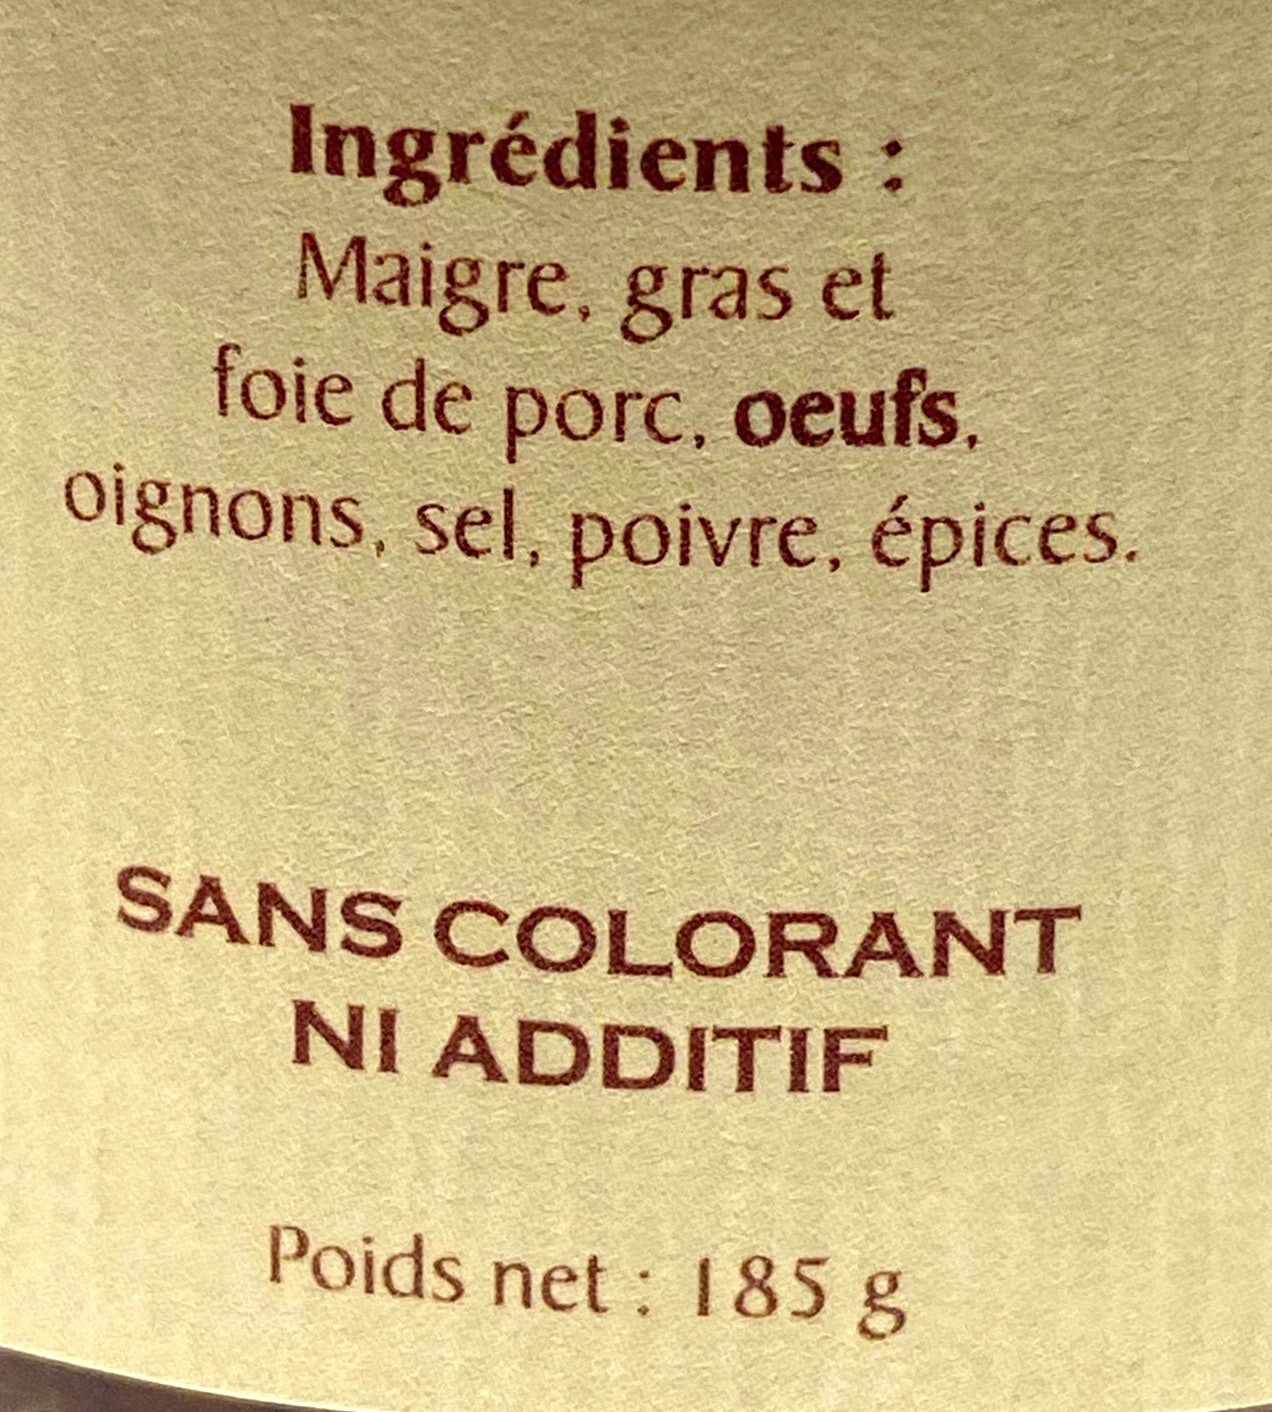 Ingrédients :
Maigre, gras et
foie de porc, oeufs,
oignons, sel, poivre, épices.
SANS COLORANT
NI ADDITIF
Poids net : 185 g